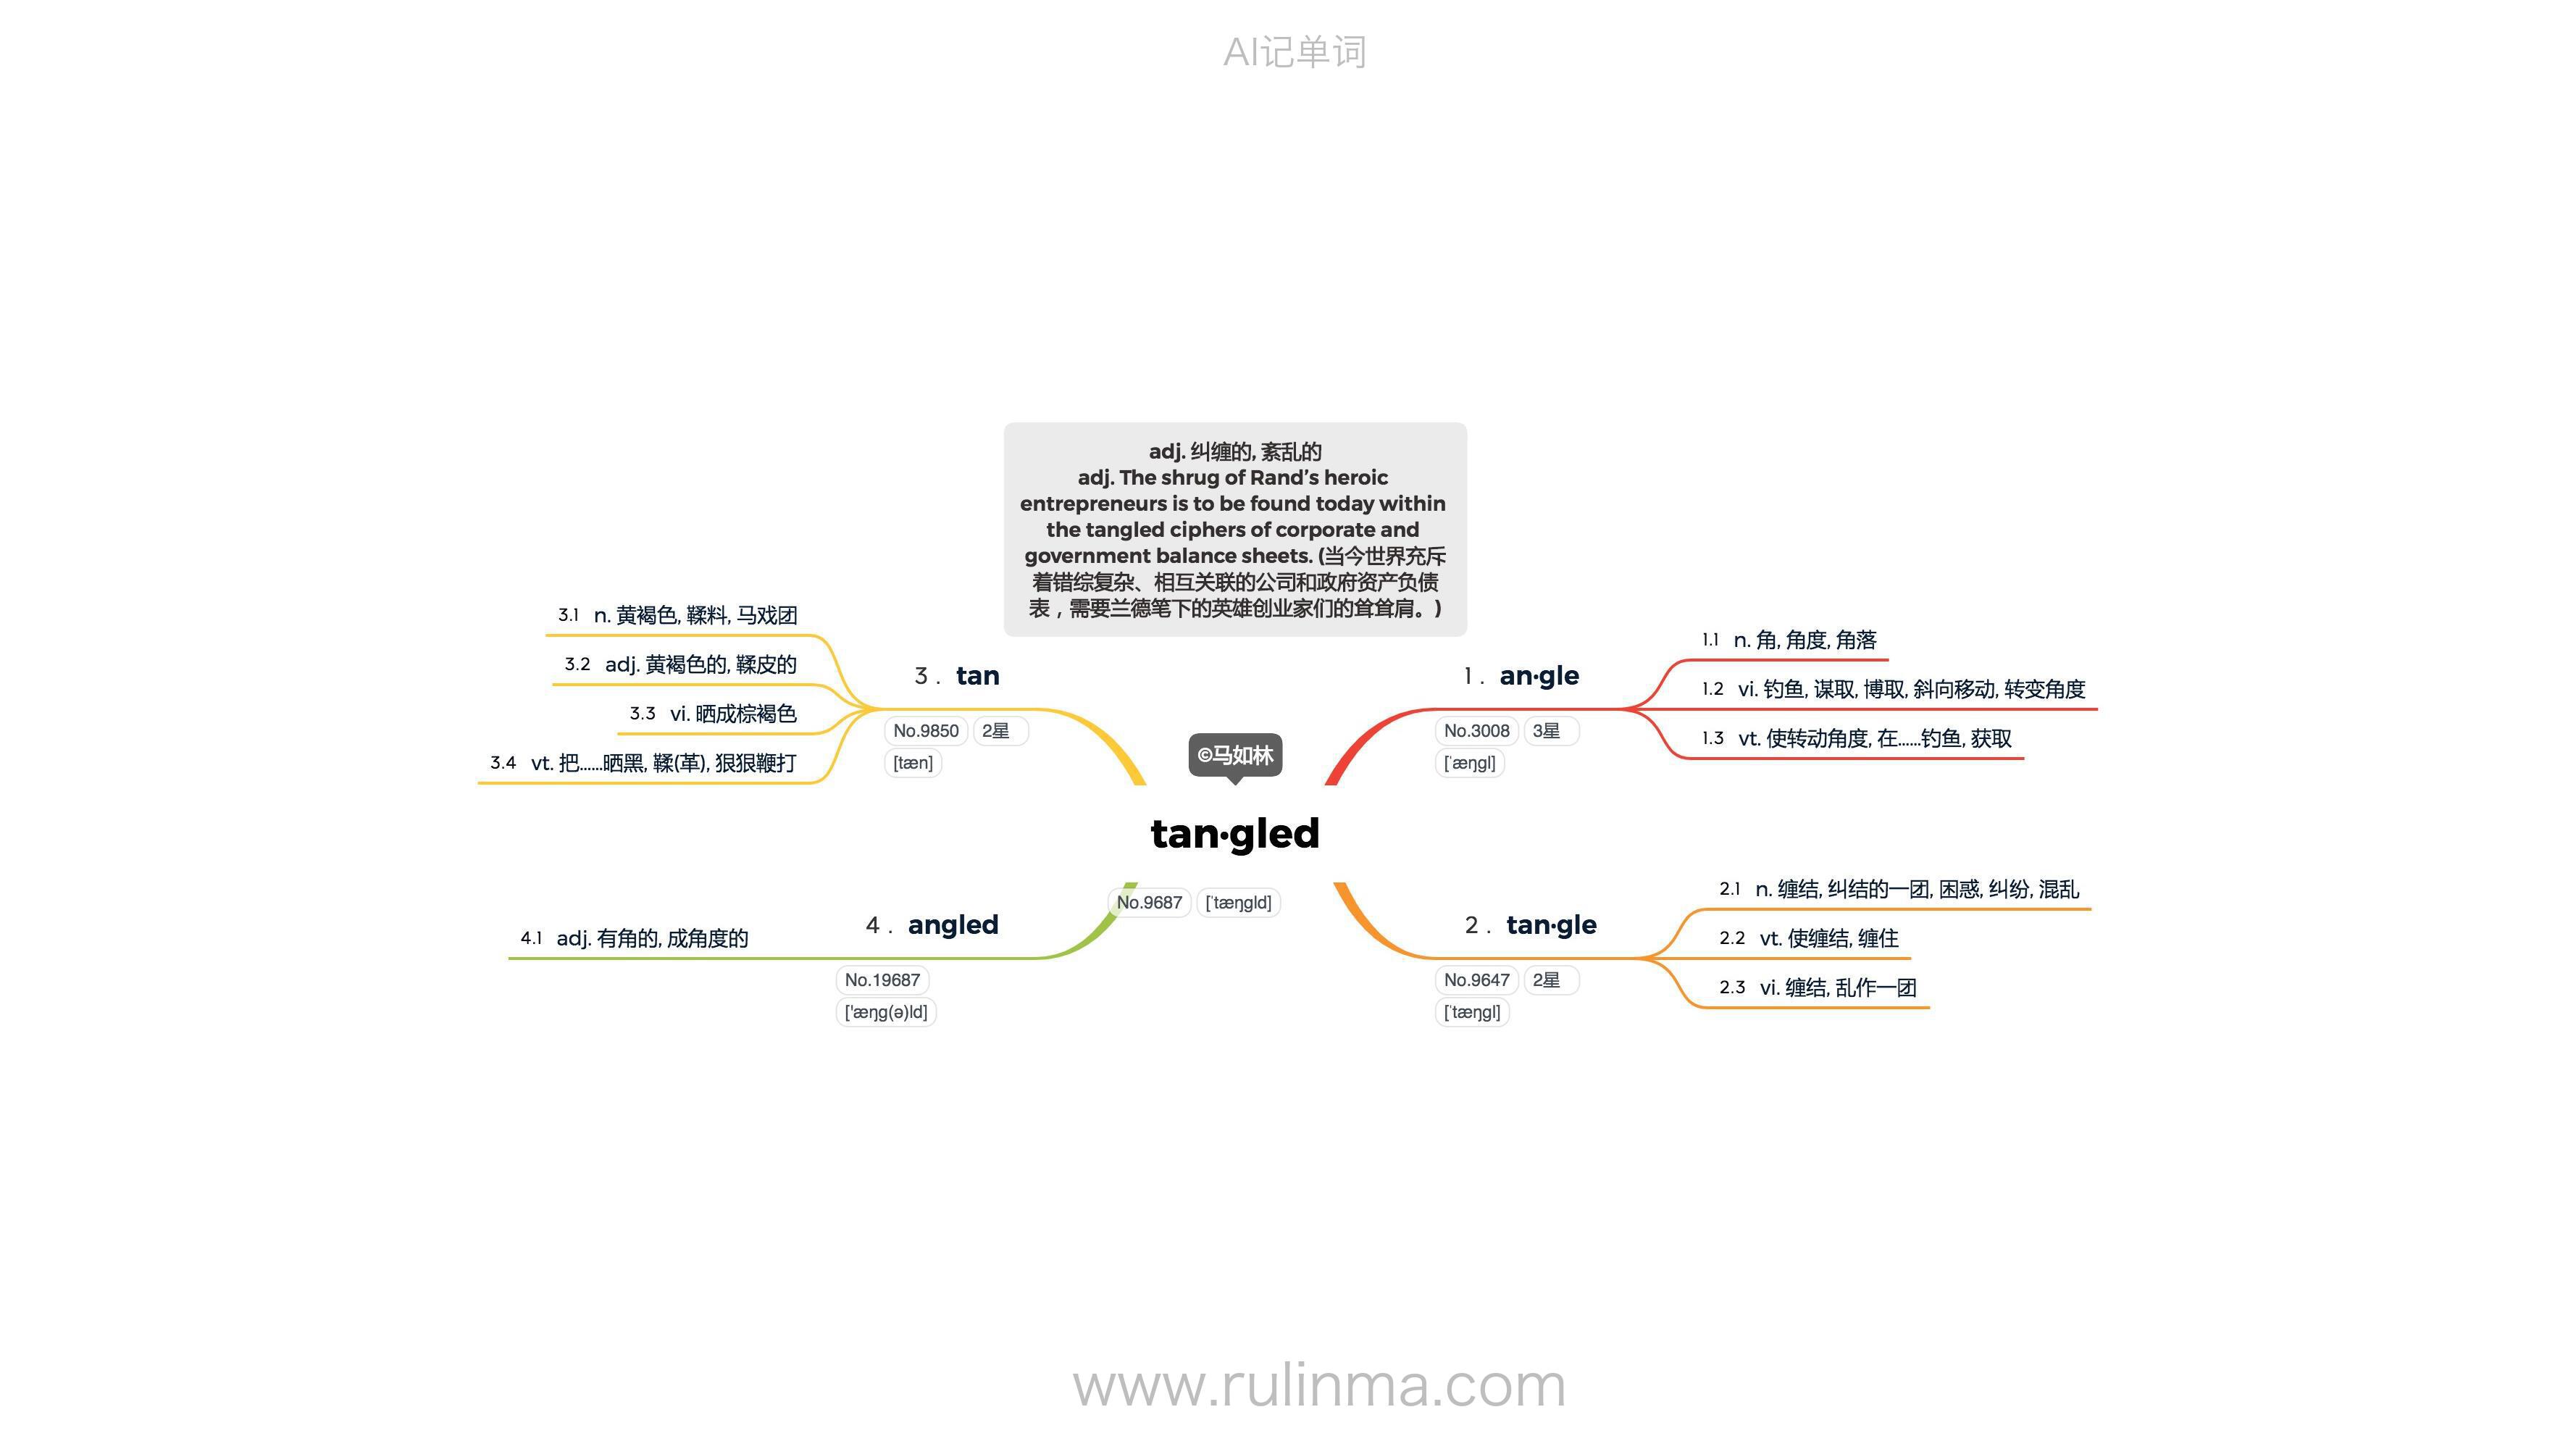 AI记单词
adj. 纠缠的, 紊乱的
adj. The shrug of Rand’s heroic
entrepreneurs is to be found today within
the tangled ciphers of corporate and
government balance sheets. (当今世界充斥
着错综复杂、相互关联的公司和政府资产负债
表，需要兰德笔下的英雄创业家们的耸耸肩。)
©马如林
tan·gled
No.9687 [ˈtæŋgld]
1. an·gle
No.3008 3星
[ˈæŋgl]
1.1 n. 角, 角度, 角落
1.2 vi. 钓鱼, 谋取, 博取, 斜向移动, 转变角度
1.3 vt. 使转动角度, 在……钓鱼, 获取
2. tan·gle
No.9647 2星
[ˈtæŋgl]
2.1 n. 缠结, 纠结的一团, 困惑, 纠纷, 混乱
2.2 vt. 使缠结, 缠住
2.3 vi. 缠结, 乱作一团
3. tan
No.9850 2星
[tæn]
3.1 n. 黄褐色, 鞣料, 马戏团
3.2 adj. 黄褐色的, 鞣皮的
3.3 vi. 晒成棕褐色
3.4 vt. 把……晒黑, 鞣(革), 狠狠鞭打
4. angled
No.19687
['æŋg(ə)ld]
4.1 adj. 有角的, 成角度的
www.rulinma.com